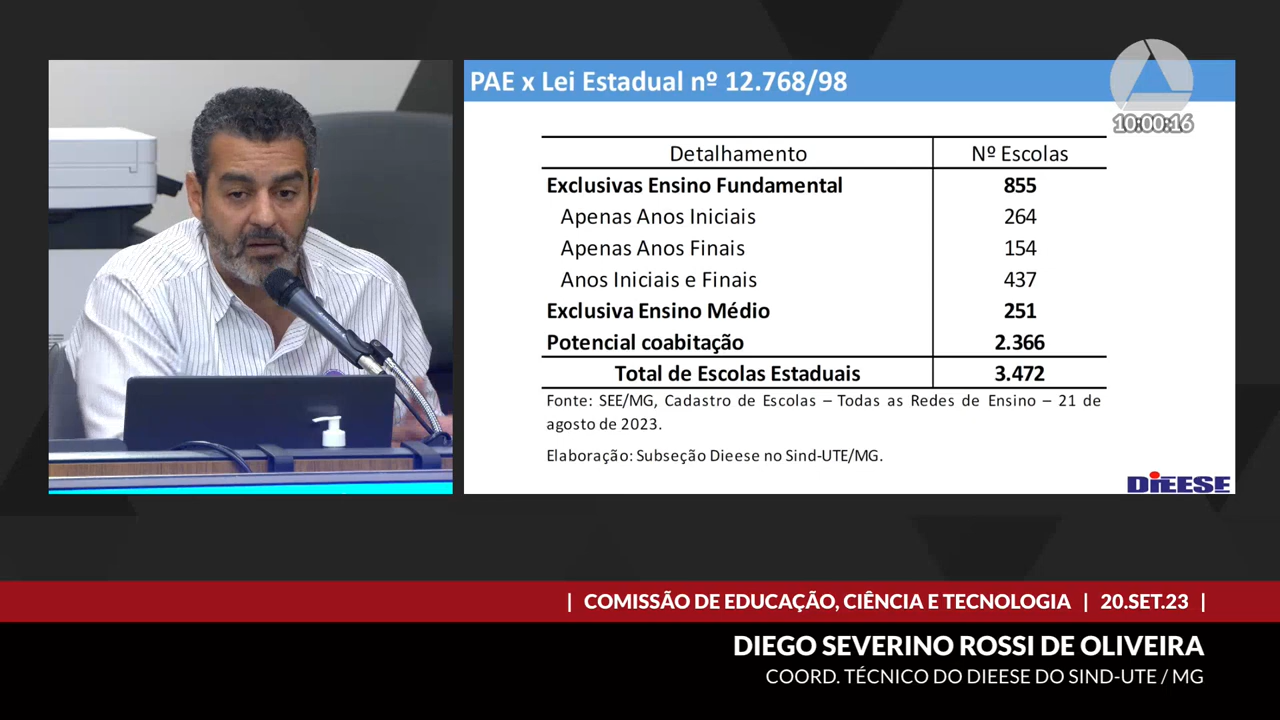 PAE x Lei Estadual nº 12.768/98
10:00:16
Detalhamento Nº Escolas
Exclusivas Ensino Fundamental 855
Apenas Anos Iniciais 264
Apenas Anos Finais 154
Anos Iniciais e Finais 437
Exclusiva Ensino Médio 251
Potencial coabitação 2.366
Total de Escolas Estaduais 3.472
Fonte: SEE/MG, Cadastro de Escolas – Todas as Redes de Ensino – 21 de
agosto de 2023.
Elaboração: Subseção Dieese no Sind-UTE/MG.
DIEESE
| COMISSÃO DE EDUCAÇÃO, CIÊNCIA E TECNOLOGIA | 20.SET.23 |
DIEGO SEVERINO ROSSI DE OLIVEIRA
COORD. TÉCNICO DO DIEESE DO SIND-UTE / MG